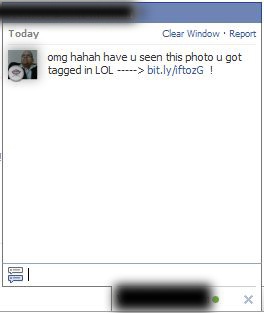 Today Clear Window · Report
omg hahah have u seen this photo u got
tagged in LOL -----> bit.ly/iftozG !